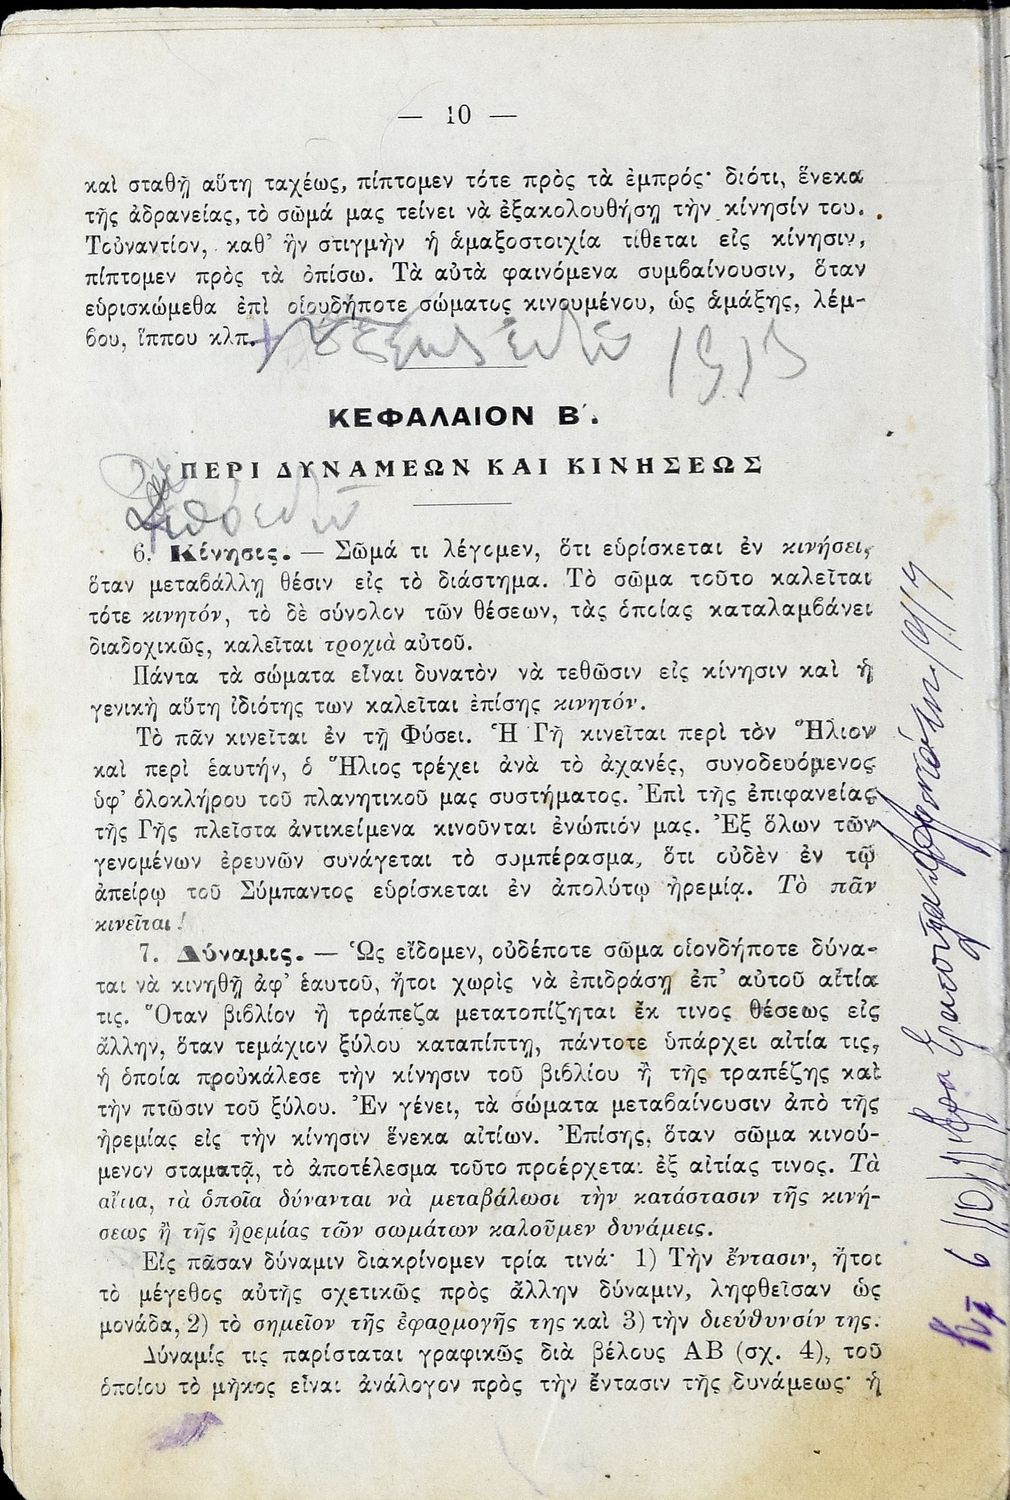 — 10 —
καὶ σταθῇ αὕτη ταχέως, πίπτομεν τότε πρὸς τὰ ἐμπρός· διότι, ἕνεκα
τῆς ἀδρανείας, τὸ σῶμά μας τείνει νὰ ἐξακολουθήσῃ τὴν κίνησίν του.
Τοὐναντίον, καθ’ ἣν στιγμὴν ἡ ἁμαξοστοιχία τίθεται εἰς κίνησιν,
πίπτομεν πρὸς τὰ ὀπίσω. Τὰ αὐτὰ φαινόμενα συμβαίνουσιν, ὅταν
εὑρισκώμεθα ἐπὶ οἱουδήποτε σώματος κινουμένου, ὡς ἁμάξης, λέμ-
βου, ἵππου κλπ.
1913
ΚΕΦΑΛΑΙΟΝ Β΄.
ΠΕΡΙ ΔΥΝΑΜΕΩΝ ΚΑΙ ΚΙΝΗΣΕΩΣ
6. Κίνησις. — Σῶμά τι λέγομεν, ὅτι εὑρίσκεται ἐν κινήσει,
ὅταν μεταβάλλῃ θέσιν εἰς τὸ διάστημα. Τὸ σῶμα τοῦτο καλεῖται
τότε κινητόν, τὸ δὲ σύνολον τῶν θέσεων, τὰς ὁποίας καταλαμβάνει
διαδοχικῶς, καλεῖται τροχιὰ αὐτοῦ.
Πάντα τὰ σώματα εἶναι δυνατὸν νὰ τεθῶσιν εἰς κίνησιν καὶ ἡ
γενικὴ αὕτη ἰδιότης των καλεῖται ἐπίσης κινητόν.
Τὸ πᾶν κινεῖται ἐν τῇ Φύσει. Ἡ Γῆ κινεῖται περὶ τὸν Ἥλιον
καὶ περὶ ἑαυτήν, ὁ Ἥλιος τρέχει ἀνὰ τὸ ἀχανές, συνοδευόμενος
ὑφ’ ὁλοκλήρου τοῦ πλανητικοῦ μας συστήματος. Ἐπὶ τῆς ἐπιφανείας
τῆς Γῆς πλεῖστα ἀντικείμενα κινοῦνται ἐνώπιόν μας. Ἐξ ὅλων τῶν
γενομένων ἐρευνῶν συνάγεται τὸ συμπέρασμα, ὅτι οὐδὲν ἐν τῷ
ἀπείρῳ τοῦ Σύμπαντος εὑρίσκεται ἐν ἀπολύτῳ ἠρεμίᾳ. Τὸ πᾶν
κινεῖται!
7. Δύναμις. — Ὡς εἴδομεν, οὐδέποτε σῶμα οἱονδήποτε δύνα-
ται νὰ κινηθῇ ἀφ’ ἑαυτοῦ, ἤτοι χωρὶς νὰ ἐπιδράσῃ ἐπ’ αὐτοῦ αἰτία
τις. Ὅταν βιβλίον ἢ τράπεζα μετατοπίζηται ἔκ τινος θέσεως εἰς
ἄλλην, ὅταν τεμάχιον ξύλου καταπίπτῃ, πάντοτε ὑπάρχει αἰτία τις,
ἡ ὁποία προὐκάλεσε τὴν κίνησιν τοῦ βιβλίου ἢ τῆς τραπέζης καὶ
τὴν πτῶσιν τοῦ ξύλου. Ἐν γένει, τὰ σώματα μεταβαίνουσιν ἀπὸ τῆς
ἠρεμίας εἰς τὴν κίνησιν ἕνεκα αἰτίων. Ἐπίσης, ὅταν σῶμα κινού-
μενον σταματᾷ, τὸ ἀποτέλεσμα τοῦτο προέρχεται ἐξ αἰτίας τινος. Τὰ
αἴτια, τὰ ὁποῖα δύνανται νὰ μεταβάλωσι τὴν κατάστασιν τῆς κινή-
σεως ἢ τῆς ἠρεμίας τῶν σωμάτων καλοῦμεν δυνάμεις.
Εἰς πᾶσαν δύναμιν διακρίνομεν τρία τινά· 1) Τὴν ἔντασιν, ἤτοι
τὸ μέγεθος αὐτῆς σχετικῶς πρὸς ἄλλην δύναμιν, ληφθεῖσαν ὡς
μονάδα, 2) τὸ σημεῖον τῆς ἐφαρμογῆς της καὶ 3) τὴν διεύθυνσίν της.
Δύναμίς τις παρίσταται γραφικῶς διὰ βέλους ΑΒ (σχ. 4), τοῦ
ὁποίου τὸ μῆκος εἶναι ἀνάλογον πρὸς τὴν ἔντασιν τῆς δυνάμεως· ἡ